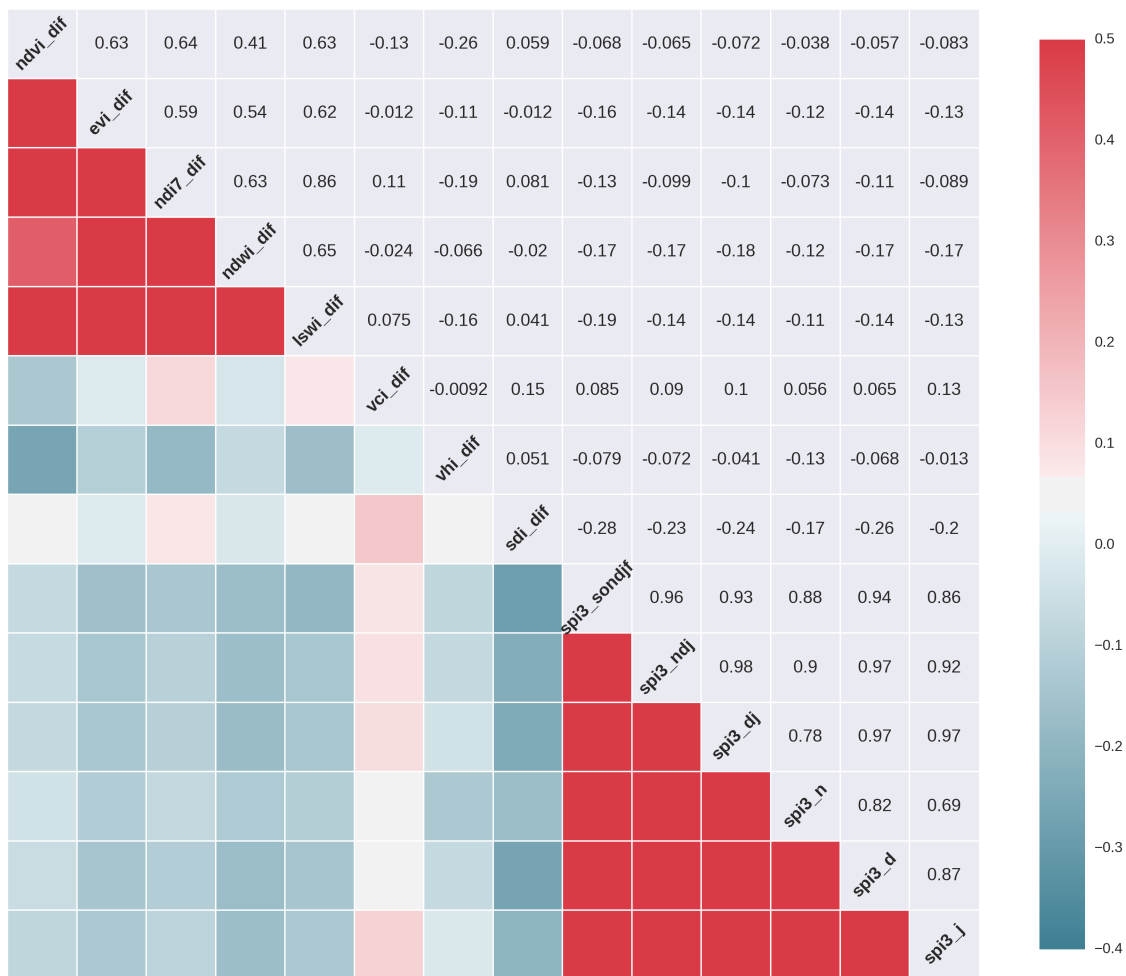 ndvi_dif 0.63 0.64 0.41 0.63 -0.13 -0.26 0.059 -0.068 -0.065 -0.072 -0.038 -0.057 -0.083
evi_dif 0.59 0.54 0.62 -0.012 -0.11 -0.012 -0.16 -0.14 -0.14 -0.12 -0.14 -0.13
ndi7_dif 0.63 0.86 0.11 -0.19 0.081 -0.13 -0.099 -0.1 -0.073 -0.11 -0.089
ndwi_dif 0.65 -0.024 -0.066 -0.02 -0.17 -0.17 -0.18 -0.12 -0.17 -0.17
lswi_dif 0.075 -0.16 0.041 -0.19 -0.14 -0.14 -0.11 -0.14 -0.13
vci_dif -0.0092 0.15 0.085 0.09 0.1 0.056 0.065 0.13
vhi_dif 0.051 -0.079 -0.072 -0.041 -0.13 -0.068 -0.013
sdi_dif -0.28 -0.23 -0.24 -0.17 -0.26 -0.2
spi3_sondjf 0.96 0.93 0.88 0.94 0.86
spi3_ndj 0.98 0.9 0.97 0.92
spi3_dj 0.78 0.97 0.97
spi3_n 0.82 0.69
spi3_d 0.87
spi3_j
0.5
0.4
0.3
0.2
0.1
0.0
−0.1
−0.2
−0.3
−0.4